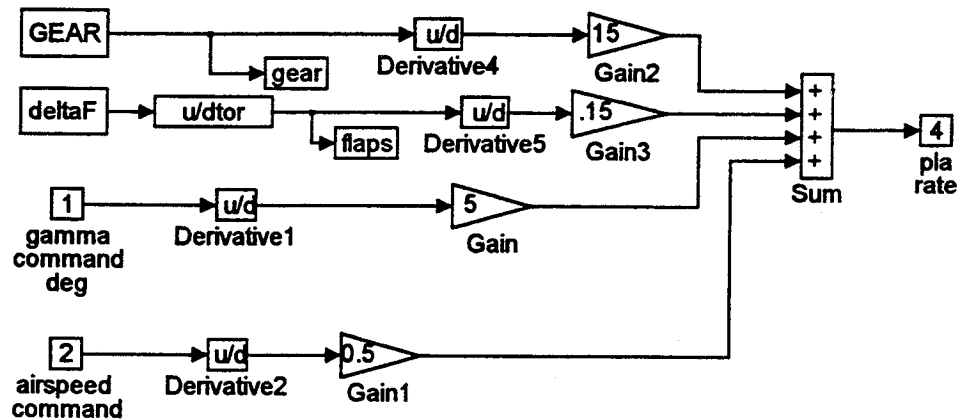 GEAR
u/d
15
Derivative4
gear
Gain2
+
deltaF
u/dtor
u/d
.15
+
4
flaps
Derivative5
Gain3
+
+
pla
rate
Sum
1
u/d
5
gamma
command
deg
Derivative1
Gain
2
u/d
0.5
airspeed
command
Derivative2
Gain1